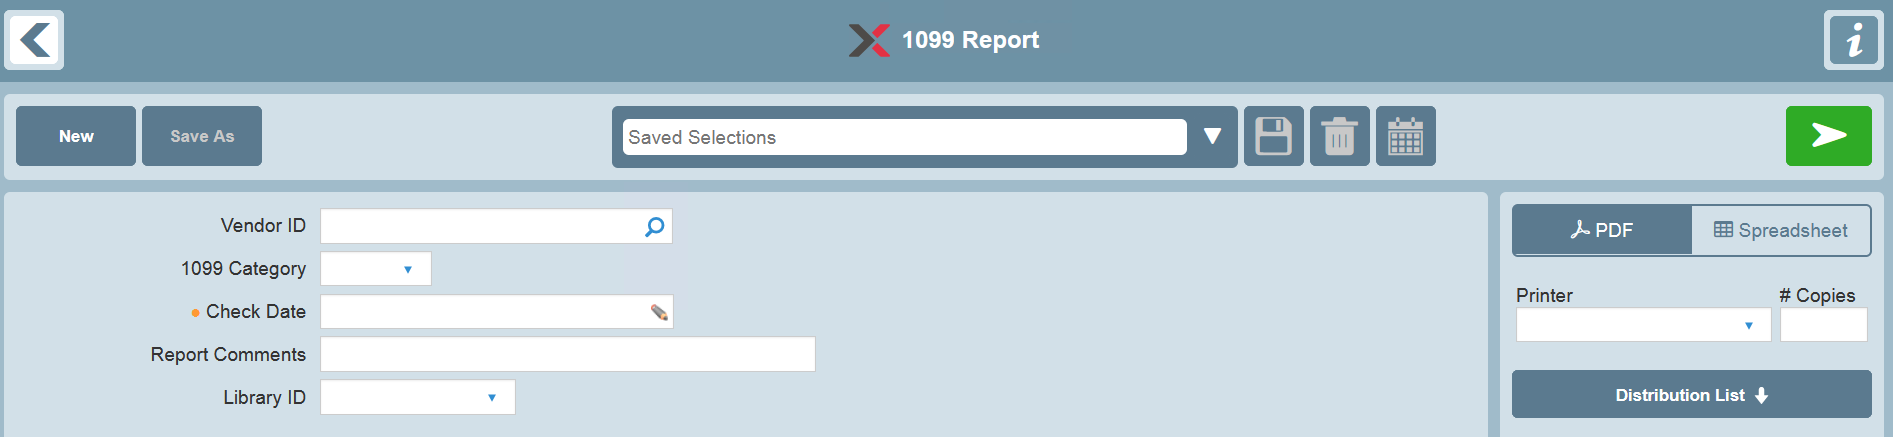 1099 Report
New
Save As
Saved Selections
Vendor ID
1099 Category
Check Date
Report Comments
Library ID
PDF
Spreadsheet
Printer
# Copies
Distribution List